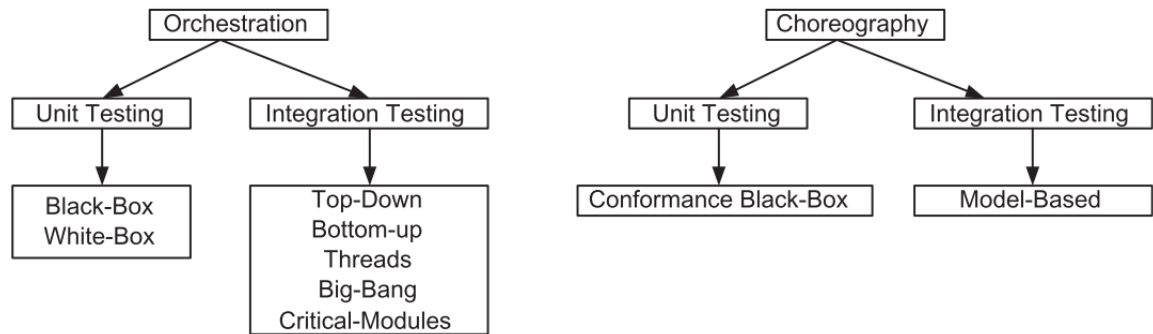 Orchestration
Unit Testing
Integration Testing
Black-Box
White-Box
Top-Down
Bottom-up
Threads
Big-Bang
Critical-Modules
Choreography
Unit Testing
Integration Testing
Conformance Black-Box
Model-Based